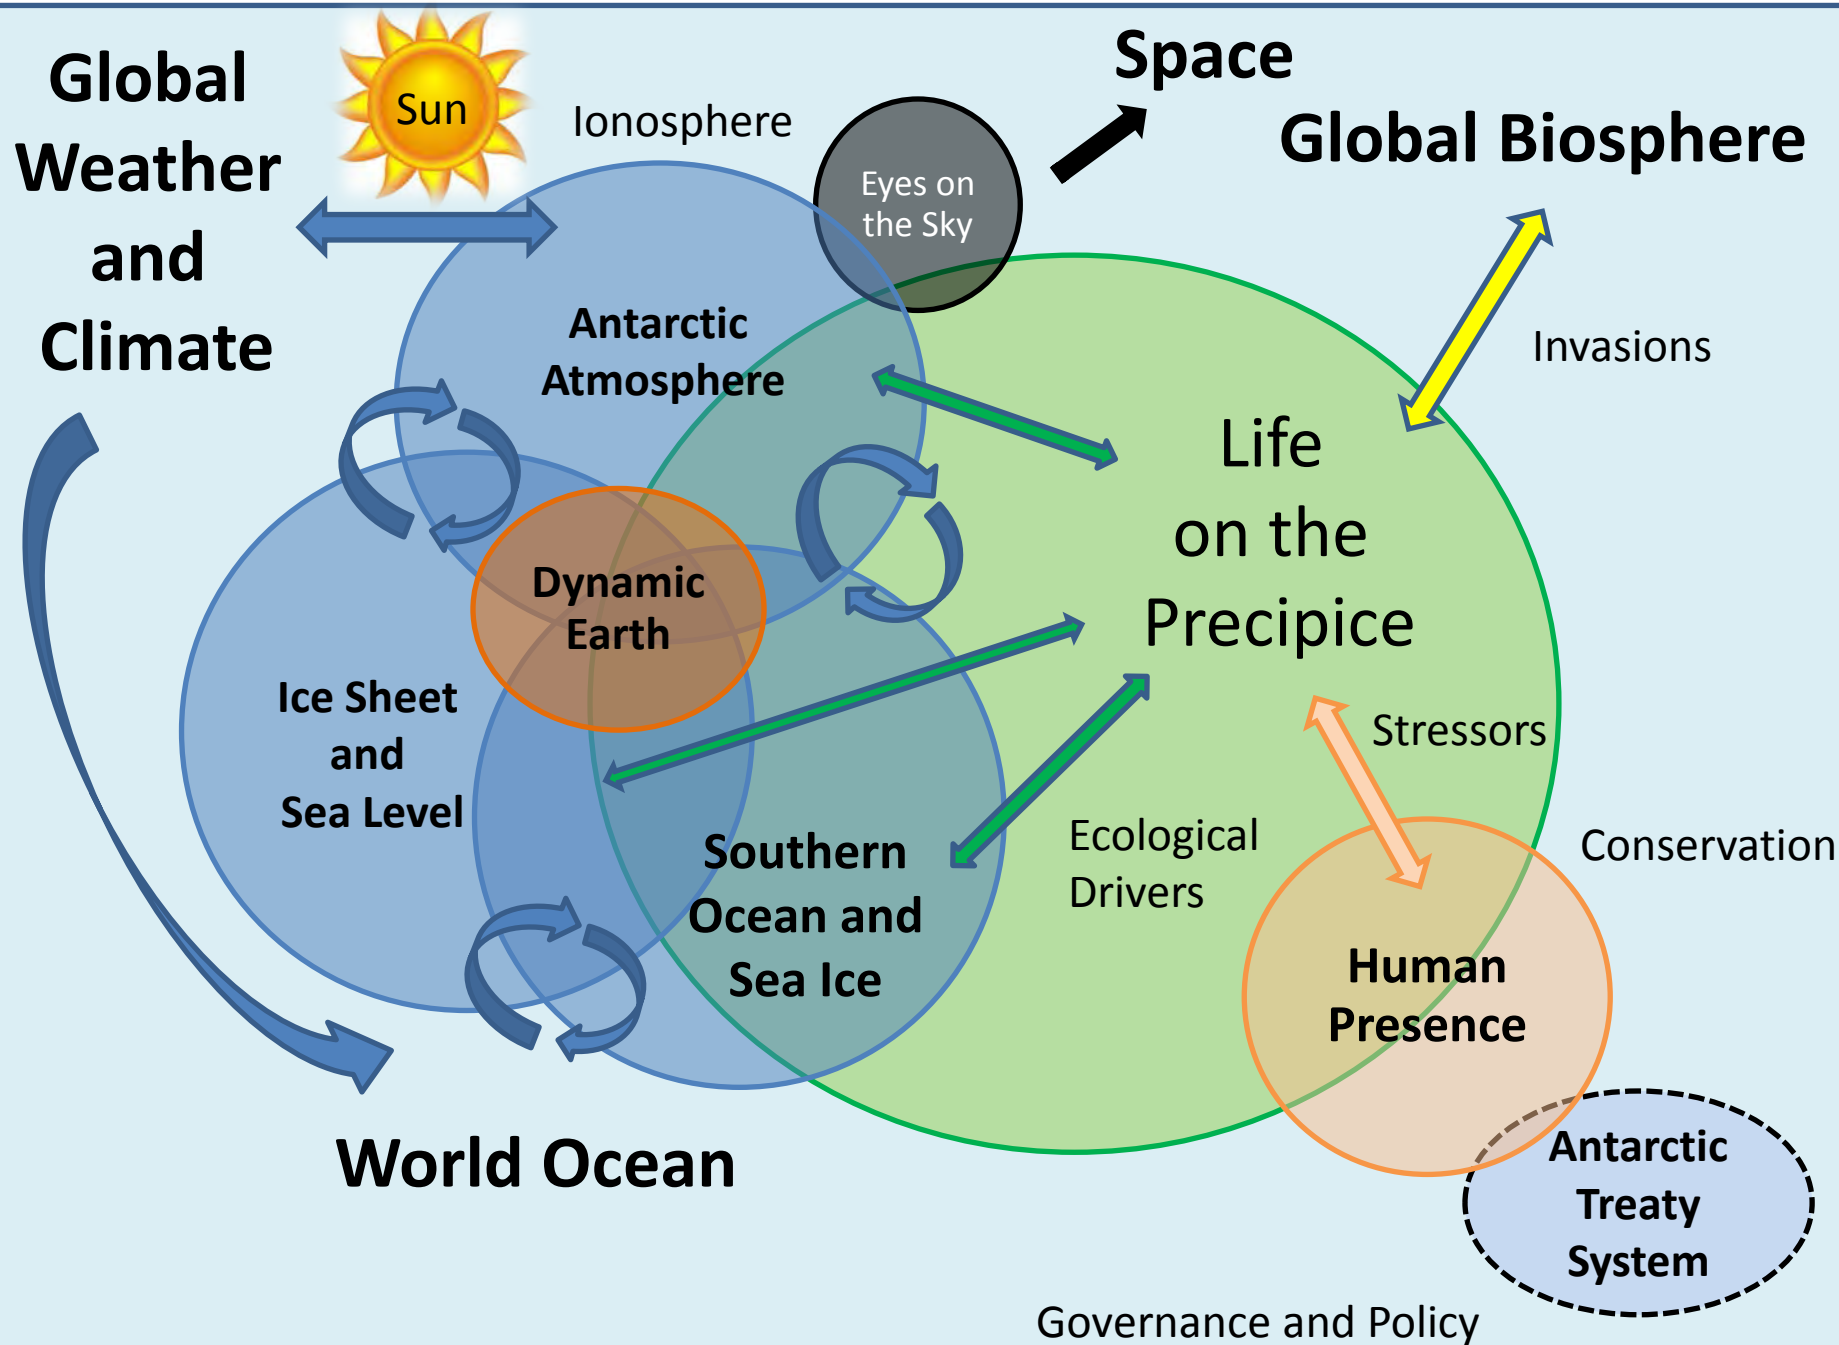 Global
Weather
and
Climate
Sun
Ionosphere
Space
Global Biosphere
Eyes on
the Sky
Antarctic
Atmosphere
Invasions
Life
on the
Precipice
Dynamic
Earth
Ice Sheet
and
Sea Level
Stressors
Southern
Ocean and
Sea Ice
Ecological
Drivers
Conservation
Human
Presence
World Ocean
Antarctic
Treaty
System
Governance and Policy